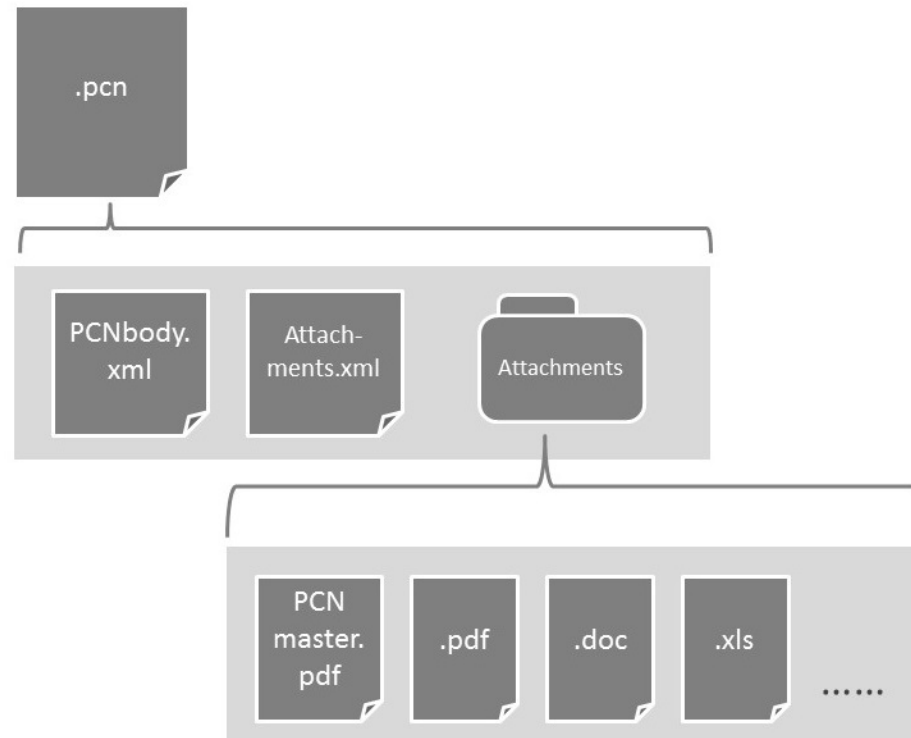 .pcn
PCNbody.
xml
Attach-
ments.xml
Attachments
PCN
master.
pdf
.pdf
.doc
.xls
......